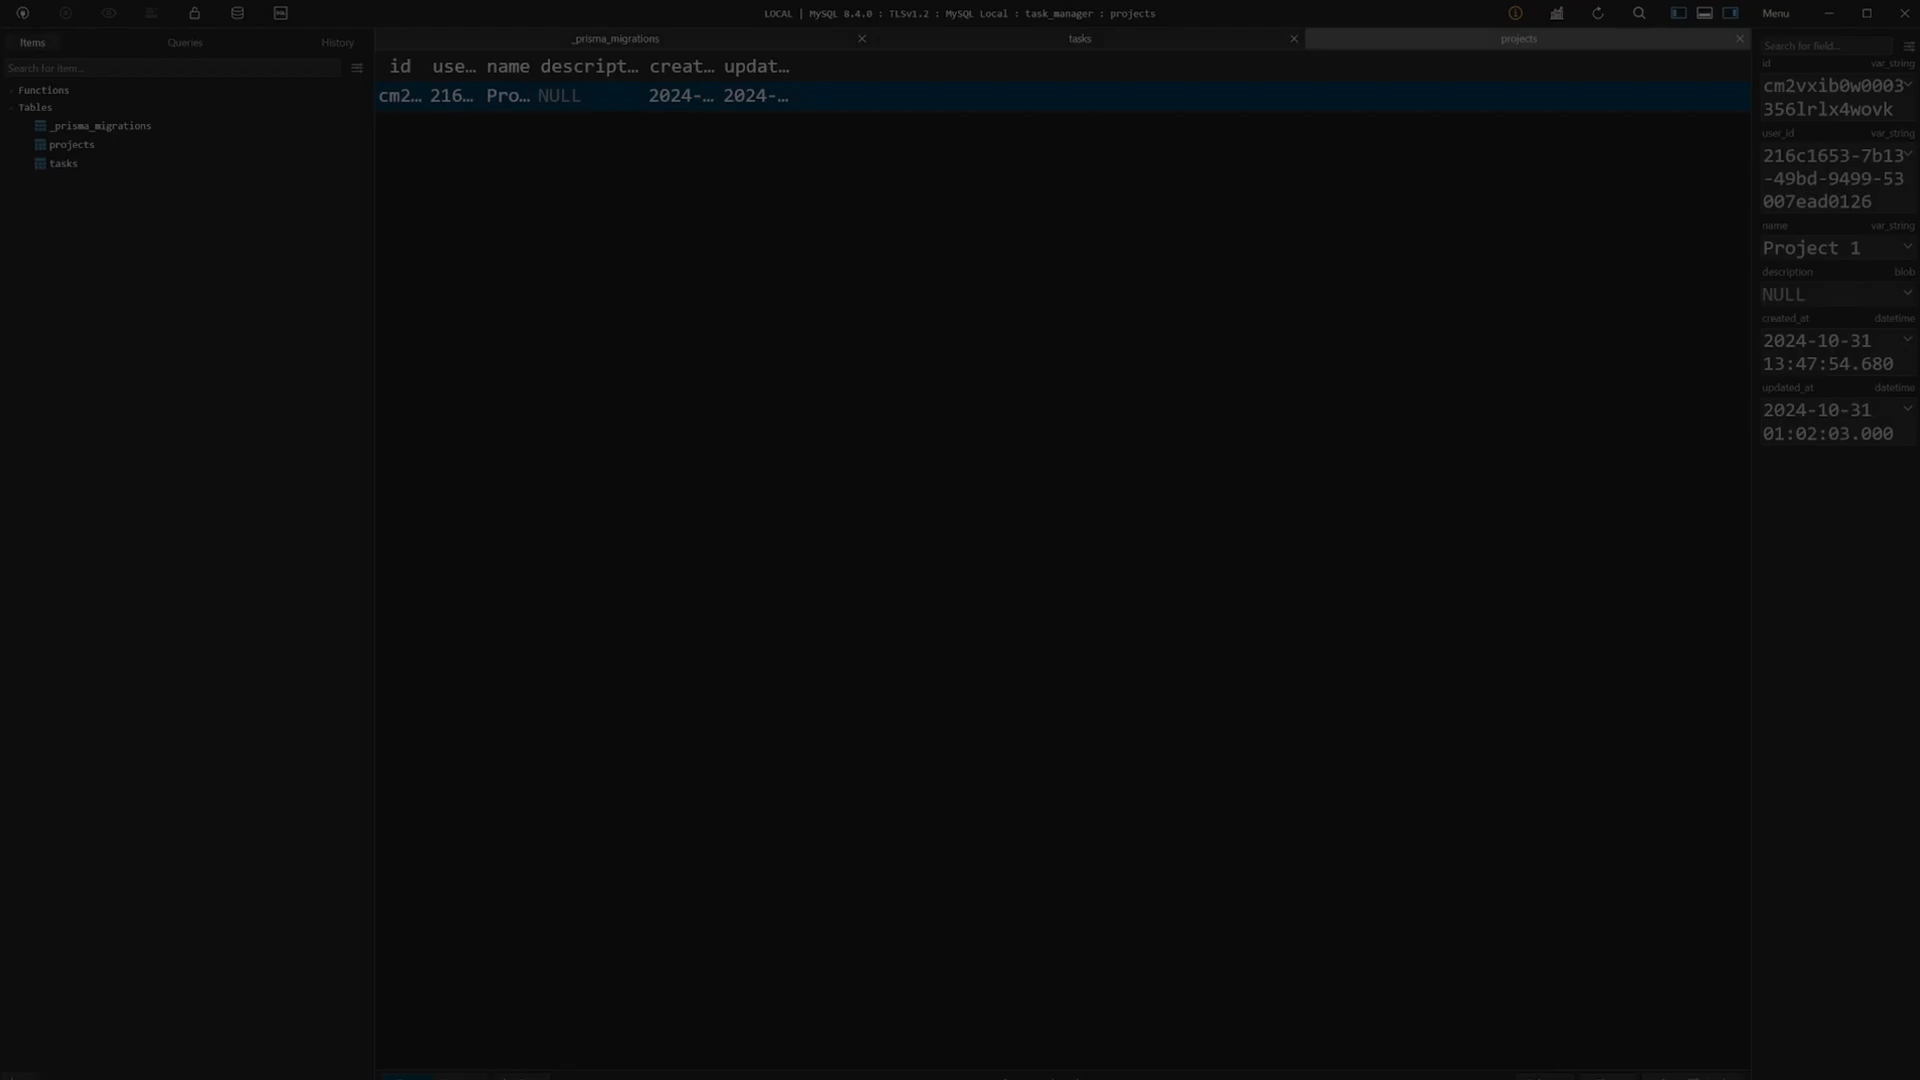 LOCAL | MySQL 8.4.0 : TLSv1.2 : MySQL Local : task_manager : projects
Menu
Items
Queries
History
_prisma_migrations
tasks
projects
Search for item...
Functions
Tables
_prisma_migrations
projects
tasks
id use... name descript... creat... updat...
cm2... 216... Pro... NULL 2024-... 2024-...
Search for field...
id var_string
cm2vxib0w0003
356lrlx4wovk
user_id var_string
216c1653-7b13
-49bd-9499-53
007ead0126
name var_string
Project 1
description blob
NULL
created_at datetime
2024-10-31
13:47:54.680
updated_at datetime
2024-10-31
01:02:03.000